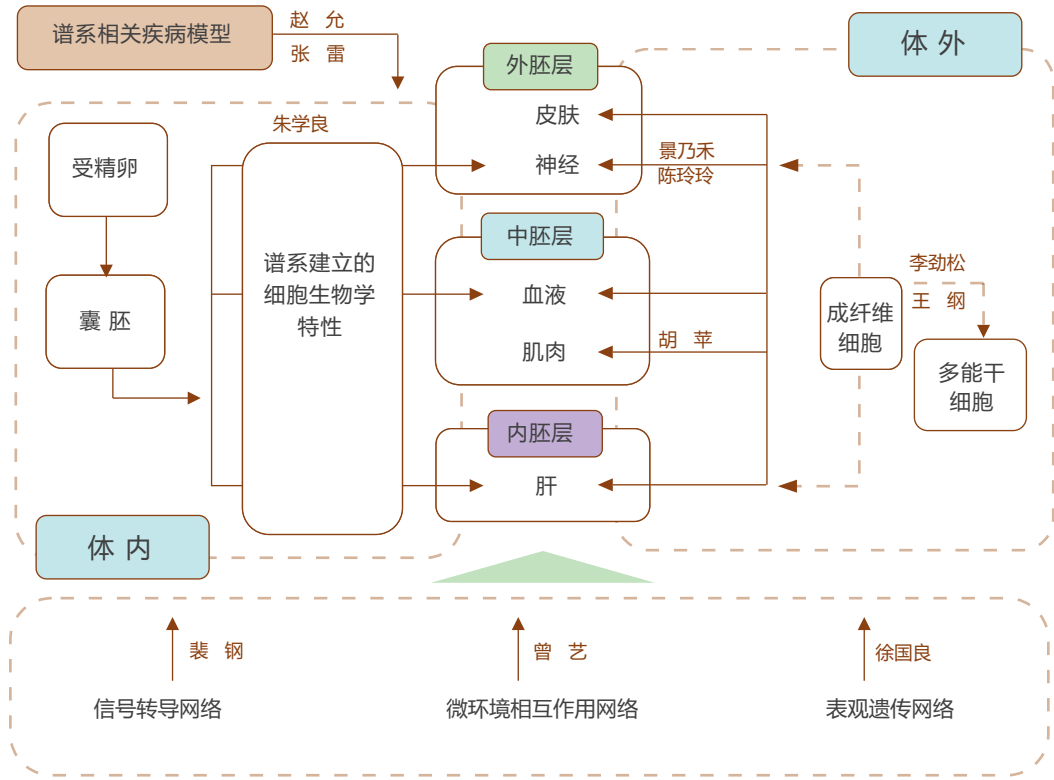 谱系相关疾病模型
赵 允
张 雷
体 外
外胚层
皮肤
神经
朱学良
景乃禾
陈玲玲
受精卵
囊 胚
谱系建立的
细胞生物学
特性
中胚层
血液
肌肉
胡 苹
李劲松
王 纲
成纤维
细胞
多能干
细胞
内胚层
肝
体 内
裴 钢
曾 艺
徐国良
信号转导网络
微环境相互作用网络
表观遗传网络